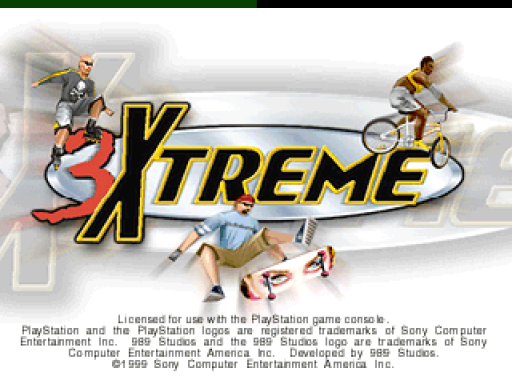 3XTREME
Licensed for use with the PlayStation game console.
PlayStation and the PlayStation logos are registered trademarks of Sony Computer
Entertainment Inc. 989 Studios and the 989 Studios logo are trademarks of Sony
Computer Entertainment America Inc. Developed by 989 Studios.
©1999 Sony Computer Entertainment America Inc.